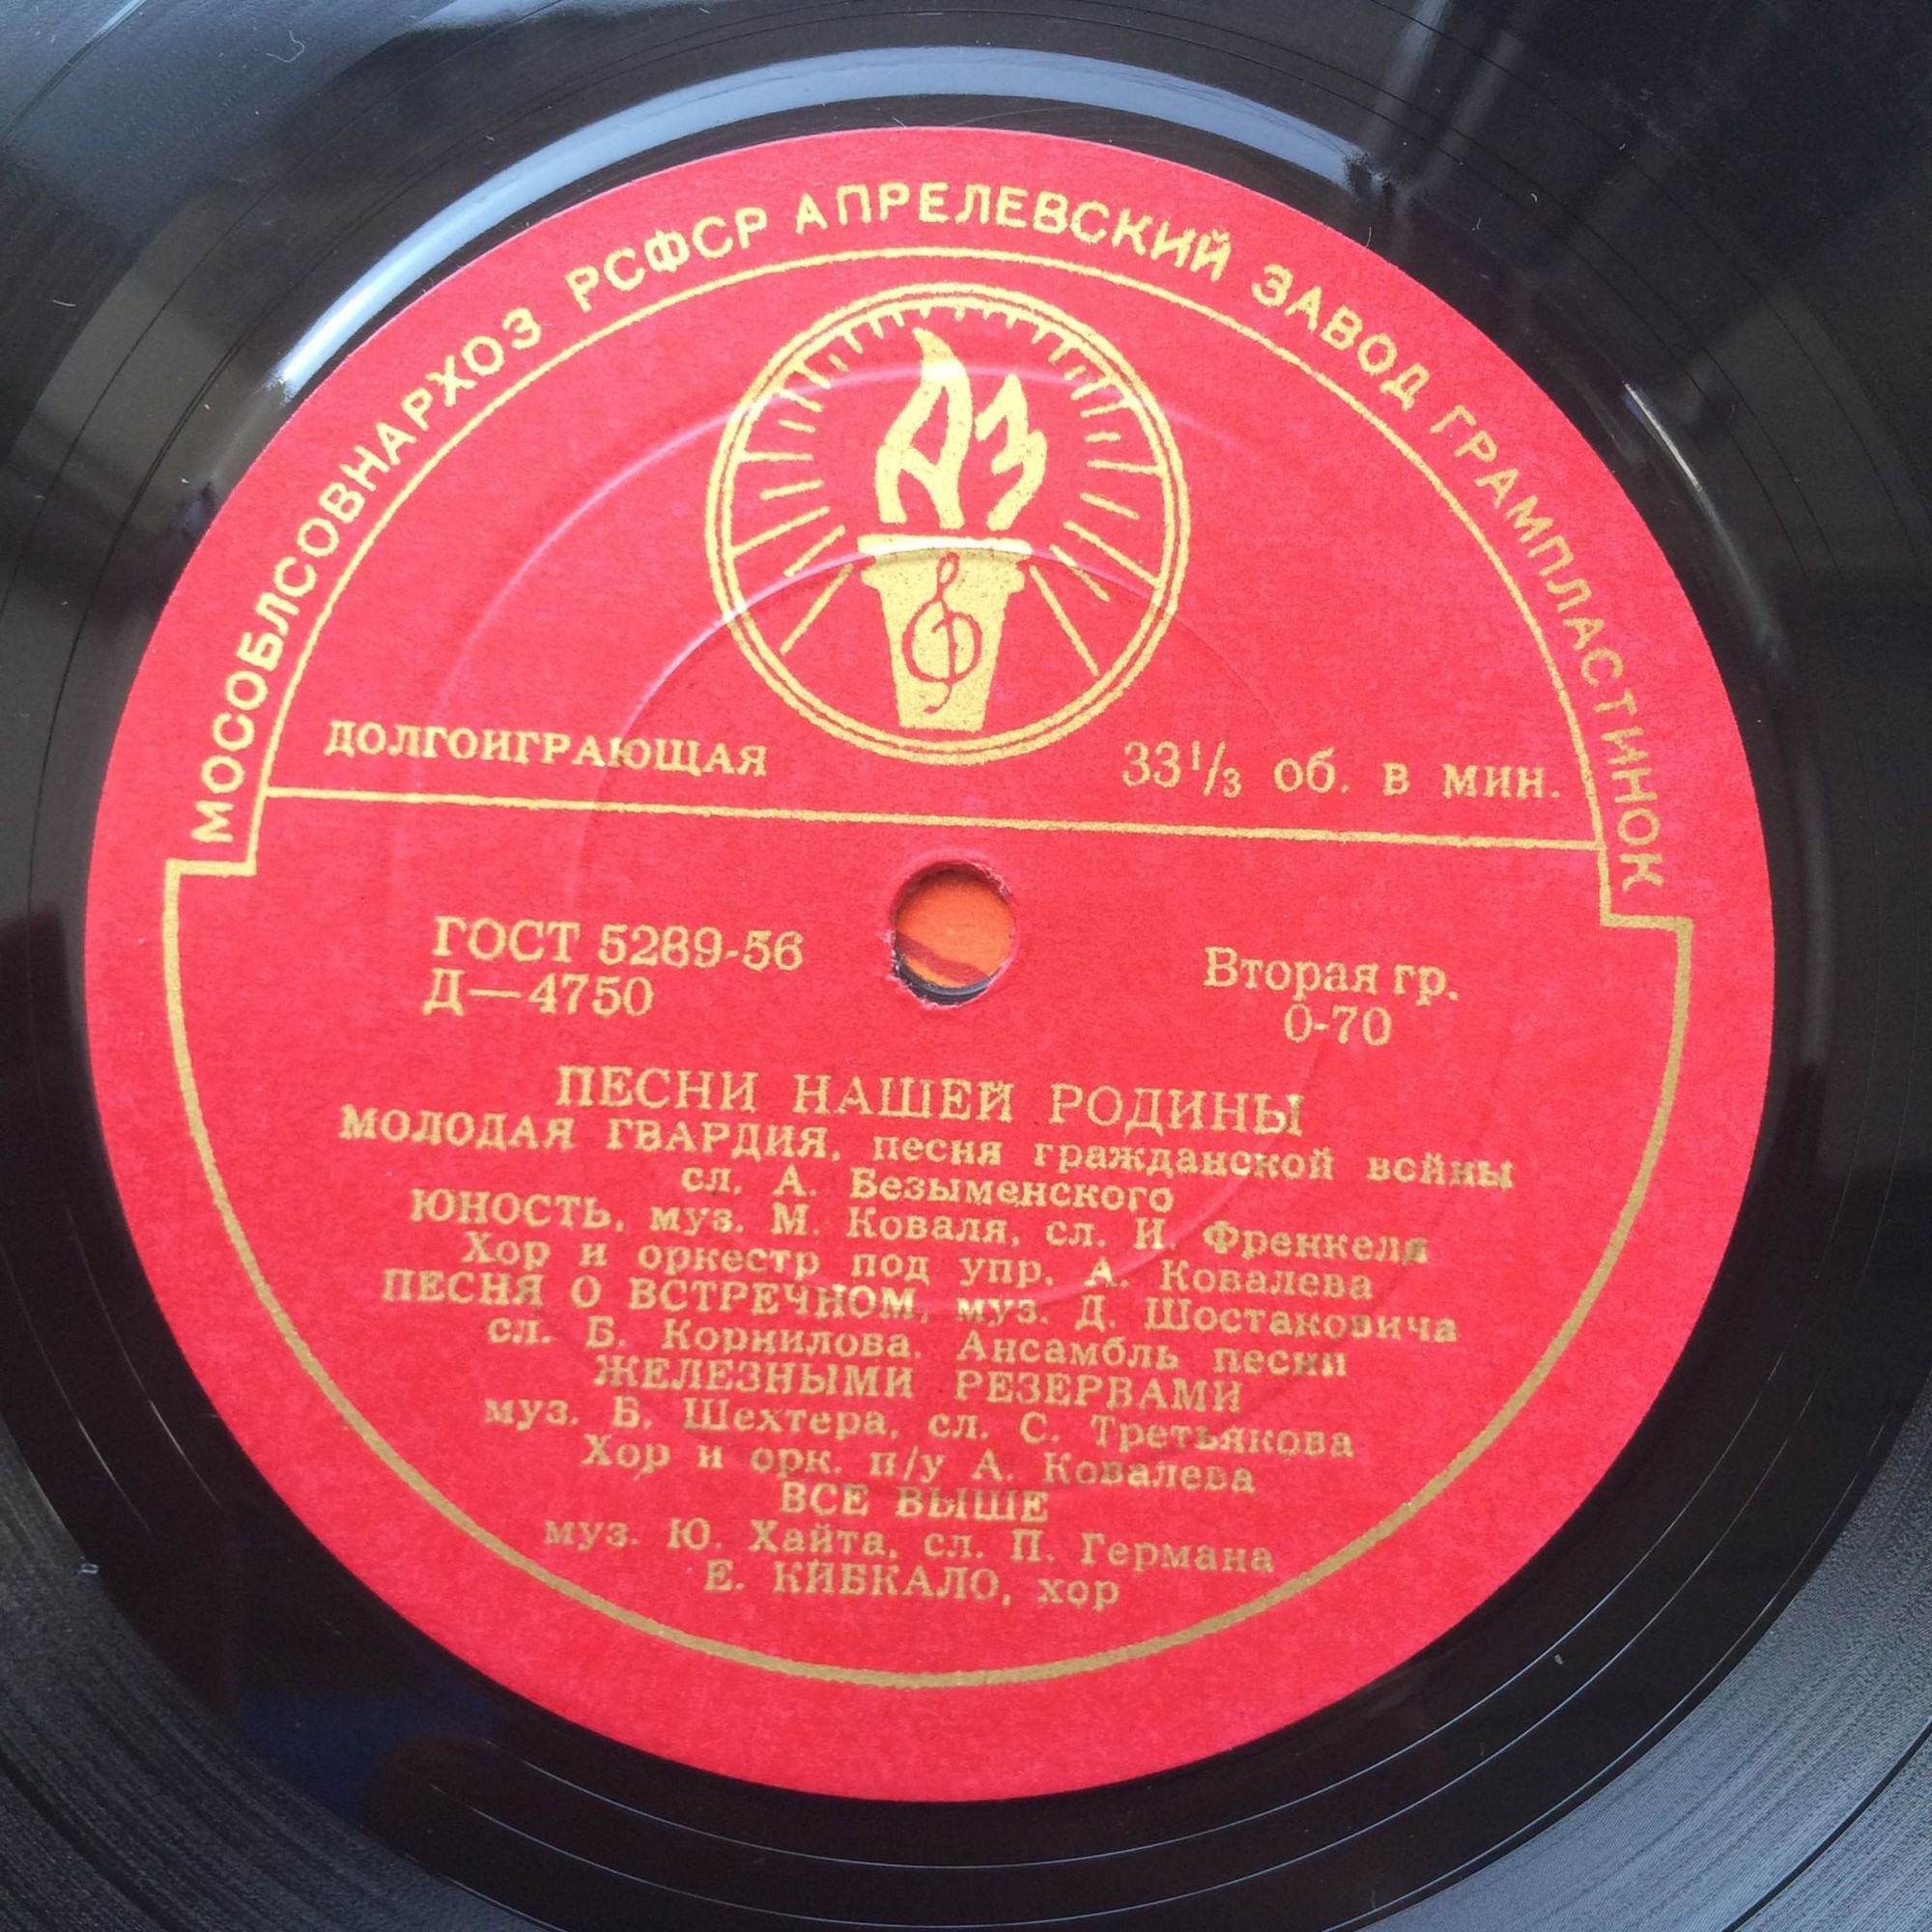 МОСОБЛСОВНАРХОЗ РСФСР АПРЕЛЕВСКИЙ ЗАВОД ГРАМПЛАСТИНОК
АЗ
ДОЛГОИГРАЮЩАЯ 33 1/3 об. в мин.
ГОСТ 5289-56 Вторая гр.
Д—4750 0-70
ПЕСНИ НАШЕЙ РОДИНЫ
МОЛОДАЯ ГВАРДИЯ, песня гражданской войны
сл. А. Безыменского
ЮНОСТЬ, муз. М. Коваля, сл. И. Френкеля
Хор и оркестр под упр. А. Ковалева
ПЕСНЯ О ВСТРЕЧНОМ, муз. Д. Шостаковича
сл. Б. Корнилова. Ансамбль песни
ЖЕЛЕЗНЫМИ РЕЗЕРВАМИ
муз. Б. Шехтера, сл. С. Третьякова
Хор и орк. п/у А. Ковалева
ВСЕ ВЫШЕ
муз. Ю. Хайта, сл. П. Германа
Е. КИБКАЛО, хор